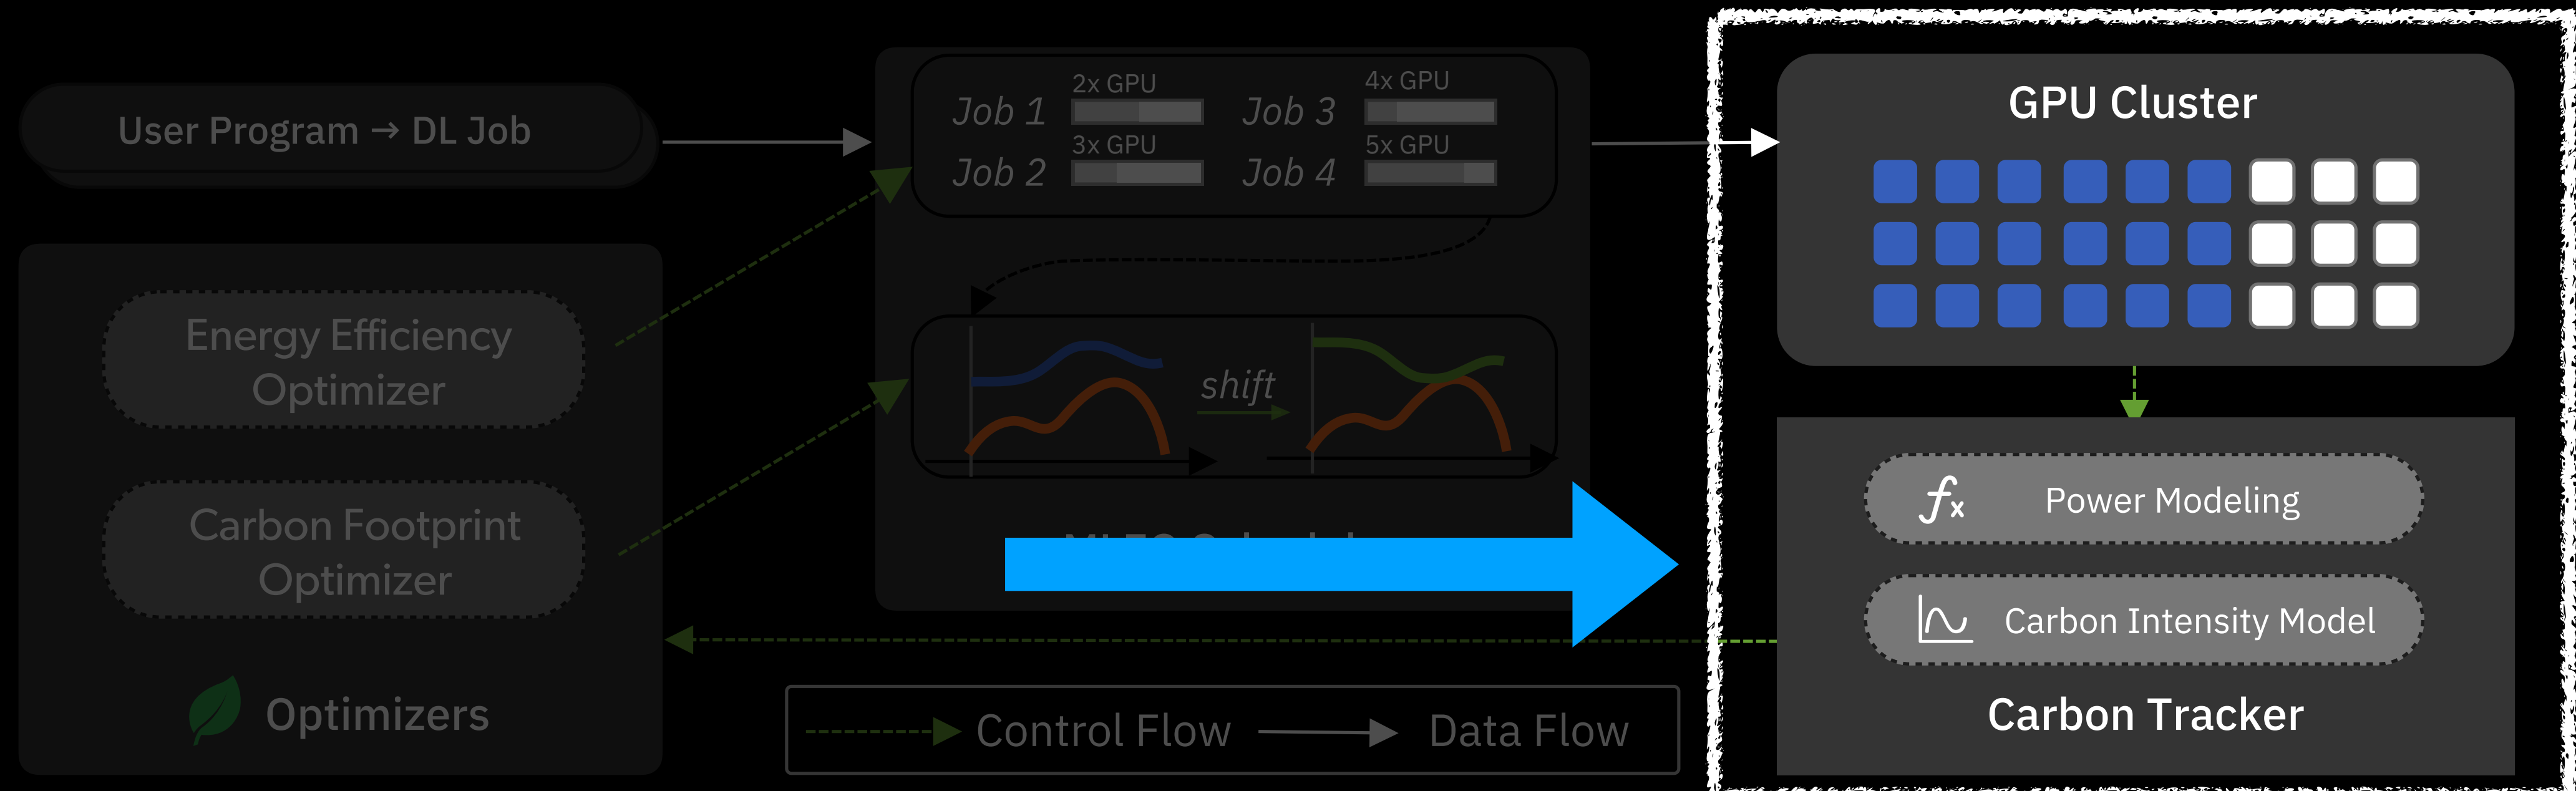 User Program → DL Job
Energy Efficiency
Optimizer
Carbon Footprint
Optimizer
Optimizers
Job 1
2x GPU
Job 3
4x GPU
Job 2
3x GPU
Job 4
5x GPU
shift
Control Flow
Data Flow
GPU Cluster
fx
Power Modeling
Carbon Intensity Model
Carbon Tracker